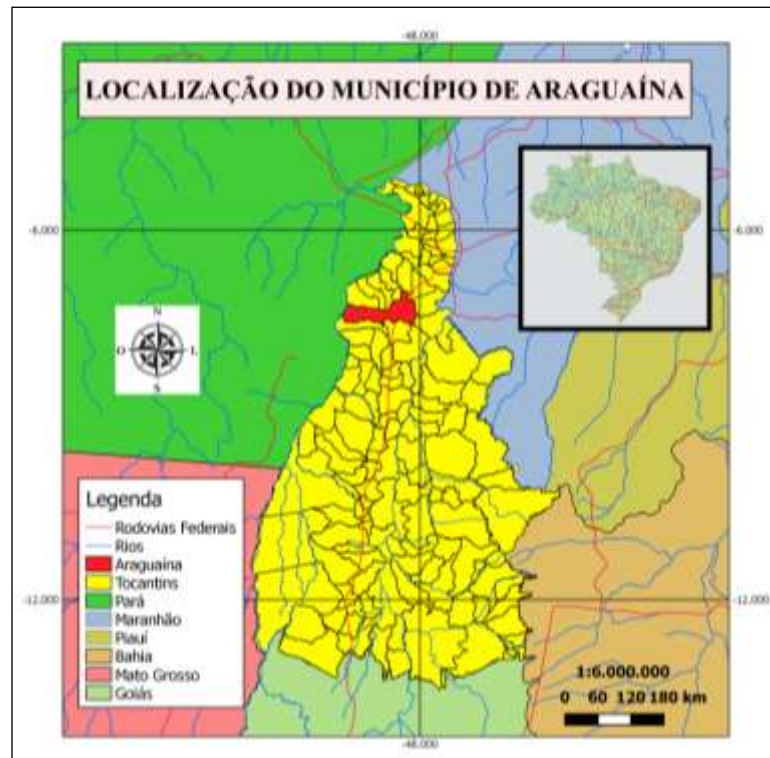 -48.000
LOCALIZAÇÃO DO MUNICÍPIO DE ARAGUAÍNA
-6.000
-6.000
N
O
L
S
Legenda
Rodovias Federais
Rios
Araguaína
Tocantins
Pará
Maranhão
Piauí
Bahia
Mato Grosso
Goiás
-12.000
-12.000
1:6.000.000
0 60 120 180 km
-48.000